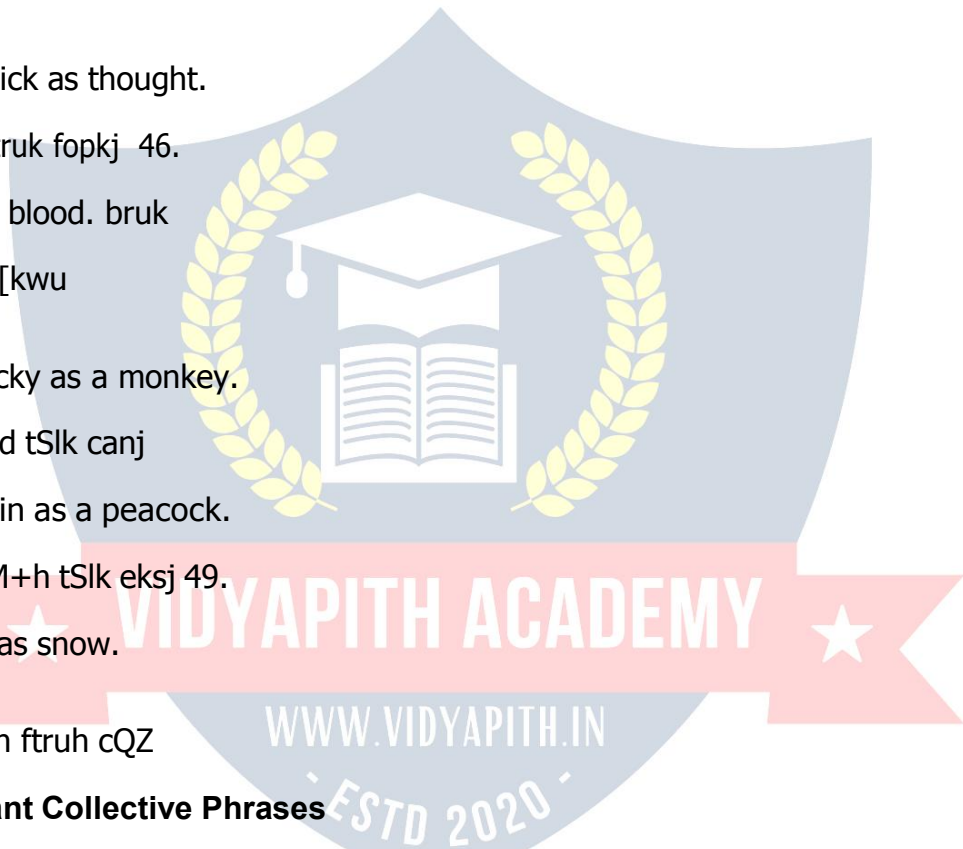 ick as thought.
ruk fopkj 46.
blood. bruk
[kwu
cky as a monkey.
d tSlk canj
in as a peacock.
M+h tSlk eksj 49.
VIDYAPITH ACADEMY
as snow.
h ftruh cQZ
WWW.VIDYAPITH.IN
ant Collective Phrases
- ESTD 2020 -